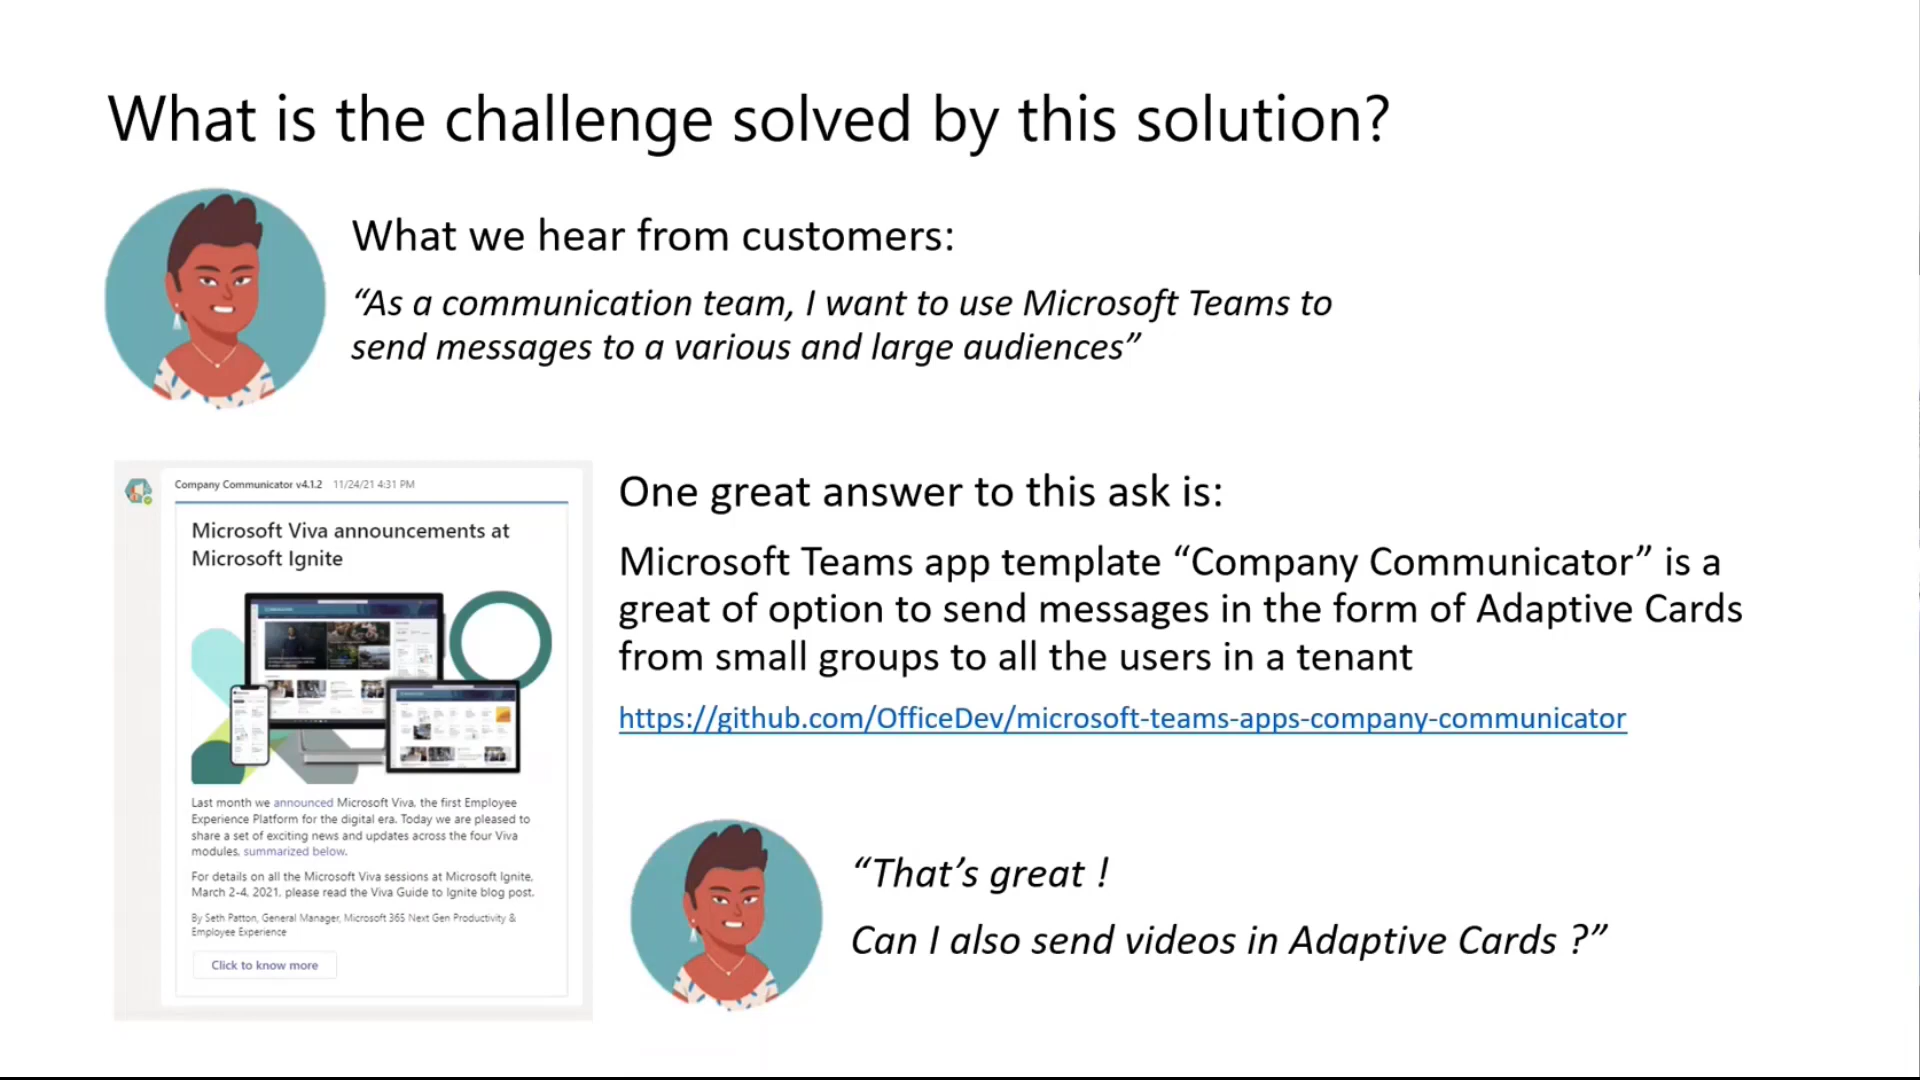 What is the challenge solved by this solution?
What we hear from customers:
“As a communication team, I want to use Microsoft Teams to
send messages to a various and large audiences”
Company Communicator v4.1.2 11/24/21 4:31 PM
Microsoft Viva announcements at
Microsoft Ignite
Last month we announced Microsoft Viva, the first Employee
Experience Platform for the digital era. Today we are pleased to
share a set of exciting news and updates across the four Viva
modules, summarized below.
For details on all the Microsoft Viva sessions at Microsoft Ignite,
March 2-4, 2021, please read the Viva Guide to Ignite blog post.
By Seth Patton, General Manager, Microsoft 365 Next Gen Productivity &
Employee Experience
Click to know more
One great answer to this ask is:
Microsoft Teams app template “Company Communicator” is a
great of option to send messages in the form of Adaptive Cards
from small groups to all the users in a tenant
https://github.com/OfficeDev/microsoft-teams-apps-company-communicator
“That’s great !
Can I also send videos in Adaptive Cards ?”